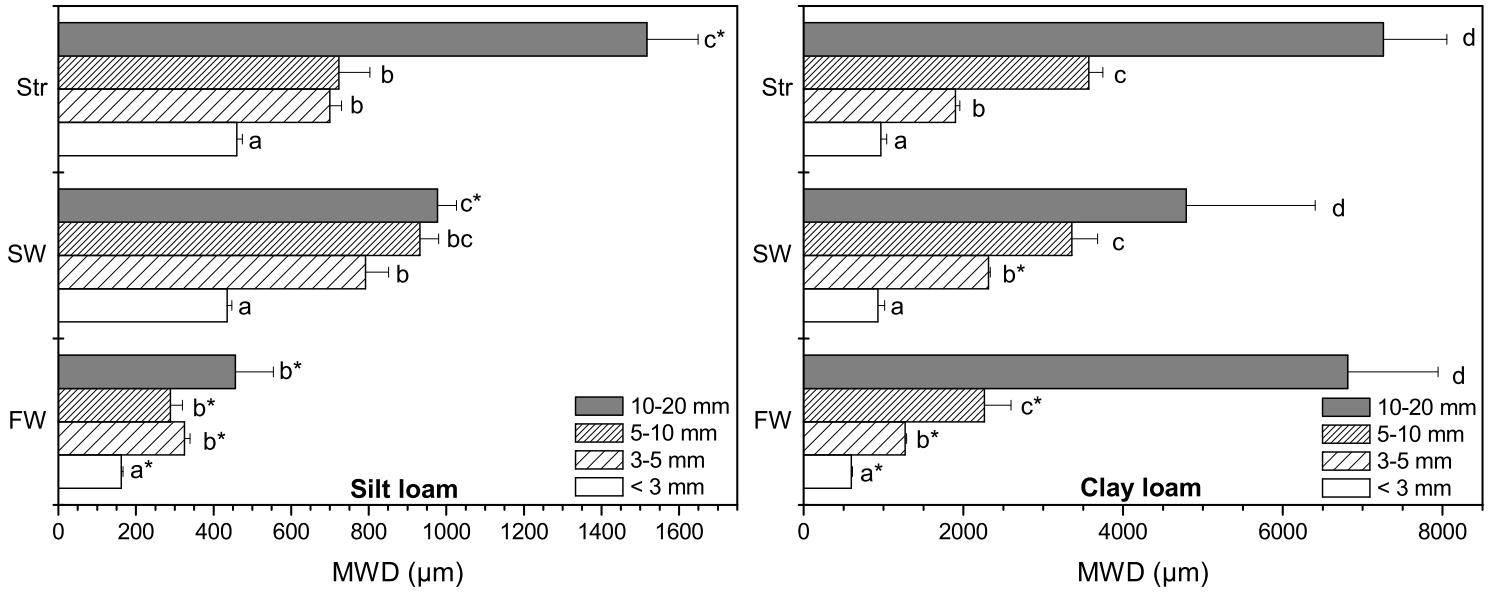 Str
c*
b
b
a
SW
c*
bc
b
a
FW
b*
b*
b*
a*
10-20 mm
5-10 mm
3-5 mm
< 3 mm
Silt loam
0 200 400 600 800 1000 1200 1400 1600
MWD (µm)
Str
d
c
b
a
SW
d
c
b*
a
FW
d
c*
b*
a*
10-20 mm
5-10 mm
3-5 mm
< 3 mm
Clay loam
0 2000 4000 6000 8000
MWD (µm)